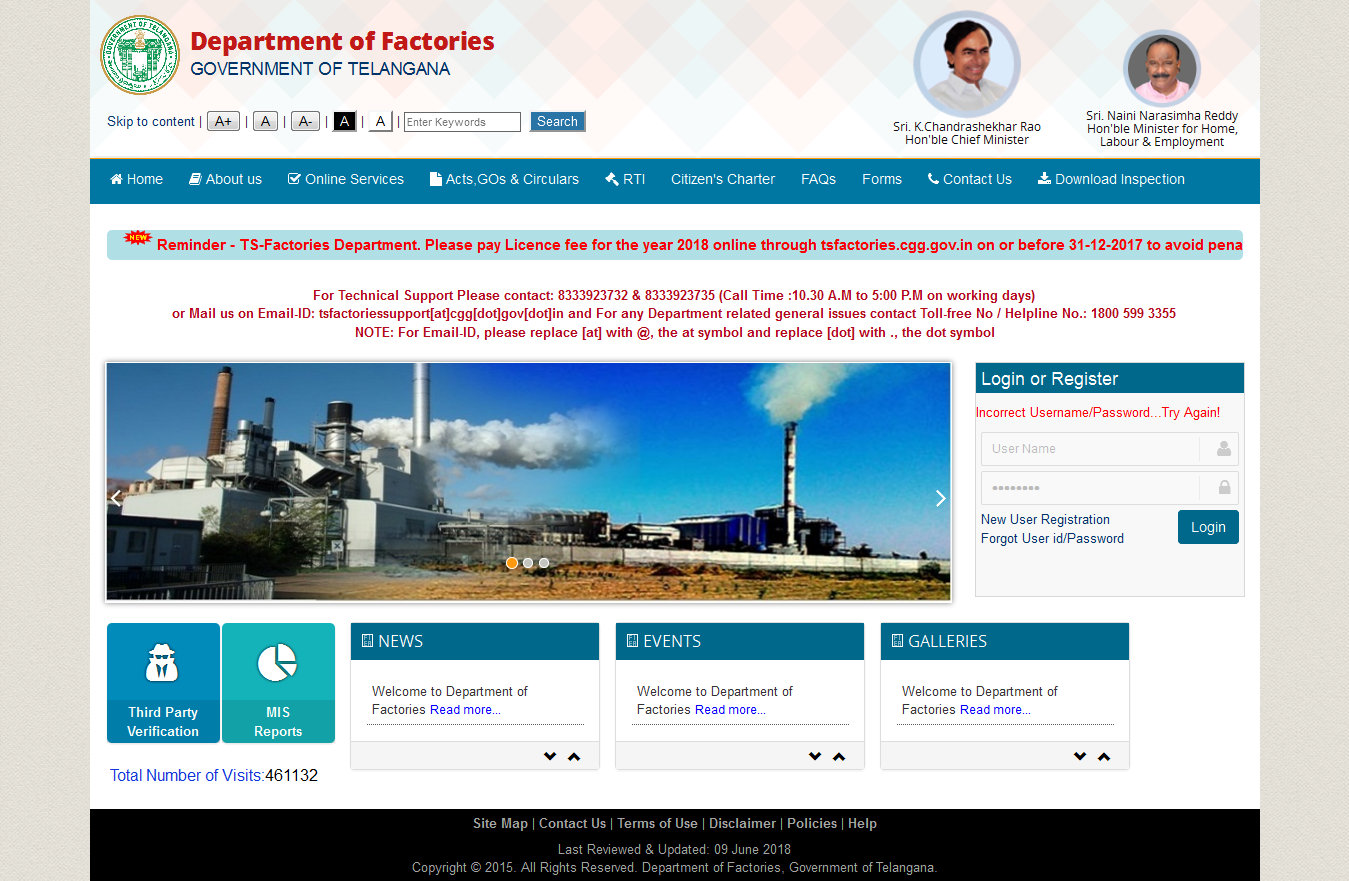 Department of Factories
GOVERNMENT OF TELANGANA
Skip to content | A+ | A | A- | A | A | Enter Keywords Search
Sri. K.Chandrashekhar Rao
Hon'ble Chief Minister
Sri. Naini Narasimha Reddy
Hon'ble Minister for Home,
Labour & Employment
Home About us Online Services Acts,GOs & Circulars RTI Citizen's Charter FAQs Forms Contact Us Download Inspection
NEW Reminder - TS-Factories Department. Please pay Licence fee for the year 2018 online through tsfactories.cgg.gov.in on or before 31-12-2017 to avoid pena
For Technical Support Please contact: 8333923732 & 8333923735 (Call Time :10.30 A.M to 5:00 P.M on working days)
or Mail us on Email-ID: tsfactoriessupport[at]cgg[dot]gov[dot]in and For any Department related general issues contact Toll-free No / Helpline No.: 1800 599 3355
NOTE: For Email-ID, please replace [at] with @, the at symbol and replace [dot] with ., the dot symbol
Login or Register
Incorrect Username/Password...Try Again!
User Name
••••••••
New User Registration
Forgot User id/Password
Login
Third Party
Verification
MIS
Reports
Total Number of Visits:461132
NEWS
Welcome to Department of
Factories Read more...
EVENTS
Welcome to Department of
Factories Read more...
GALLERIES
Welcome to Department of
Factories Read more...
Site Map | Contact Us | Terms of Use | Disclaimer | Policies | Help
Last Reviewed & Updated: 09 June 2018
Copyright © 2015. All Rights Reserved. Department of Factories, Government of Telangana.